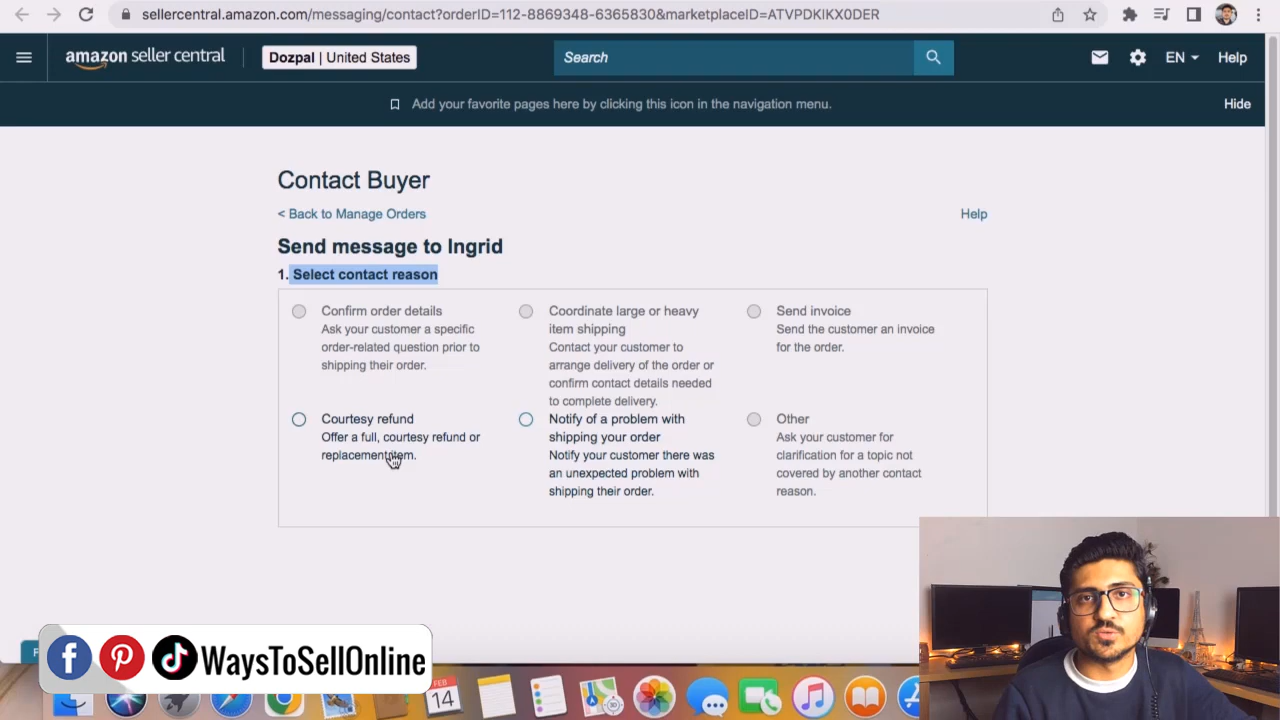 sellercentral.amazon.com/messaging/contact?orderID=112-8869348-6365830&marketplaceID=ATVPDKIKX0DER
amazon seller central
Dozpal | United States
Search
EN
Help
Add your favorite pages here by clicking this icon in the navigation menu.
Hide
Contact Buyer
< Back to Manage Orders
Help
Send message to Ingrid
1. Select contact reason
Confirm order details
Ask your customer a specific
order-related question prior to
shipping their order.
Coordinate large or heavy
item shipping
Contact your customer to
arrange delivery of the order or
confirm contact details needed
to complete delivery.
Send invoice
Send the customer an invoice
for the order.
Courtesy refund
Offer a full, courtesy refund or
replacement item.
Notify of a problem with
shipping your order
Notify your customer there was
an unexpected problem with
shipping their order.
Other
Ask your customer for
clarification for a topic not
covered by another contact
reason.
WaysToSellOnline
FEB
14